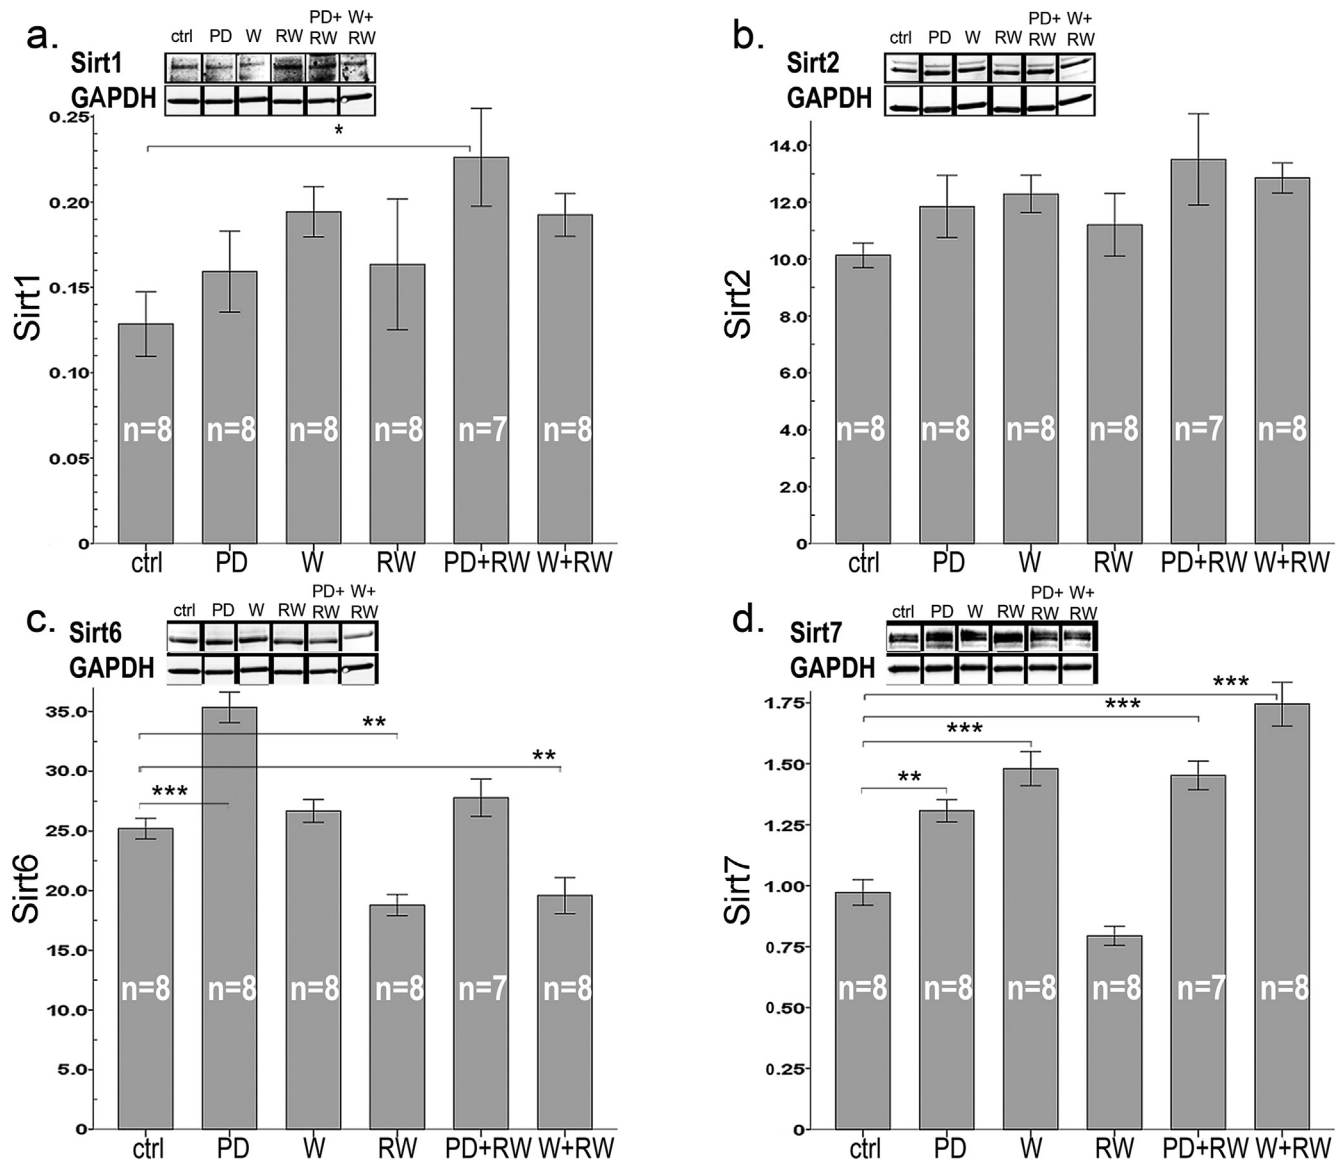 a.
ctrl PD W RW PD+ RW W+ RW
Sirt1
GAPDH
0.25
*
0.20
0.15
0.10
0.05
0
Sirt1
n=8 n=8 n=8 n=8 n=7 n=8
ctrl PD W RW PD+RW W+RW
b.
ctrl PD W RW PD+ RW W+ RW
Sirt2
GAPDH
14.0
12.0
10.0
8.0
6.0
4.0
2.0
0
Sirt2
n=8 n=8 n=8 n=8 n=7 n=8
ctrl PD W RW PD+RW W+RW
c.
ctrl PD W RW PD+ RW W+ RW
Sirt6
GAPDH
35.0
**
30.0
**
***
25.0
20.0
15.0
10.0
5.0
0
Sirt6
n=8 n=8 n=8 n=8 n=7 n=8
ctrl PD W RW PD+RW W+RW
d.
ctrl PD W RW PD+ RW W+ RW
Sirt7
GAPDH
***
1.75
***
***
1.50
**
1.25
1.00
0.75
0.50
0.25
0
Sirt7
n=8 n=8 n=8 n=8 n=7 n=8
ctrl PD W RW PD+RW W+RW